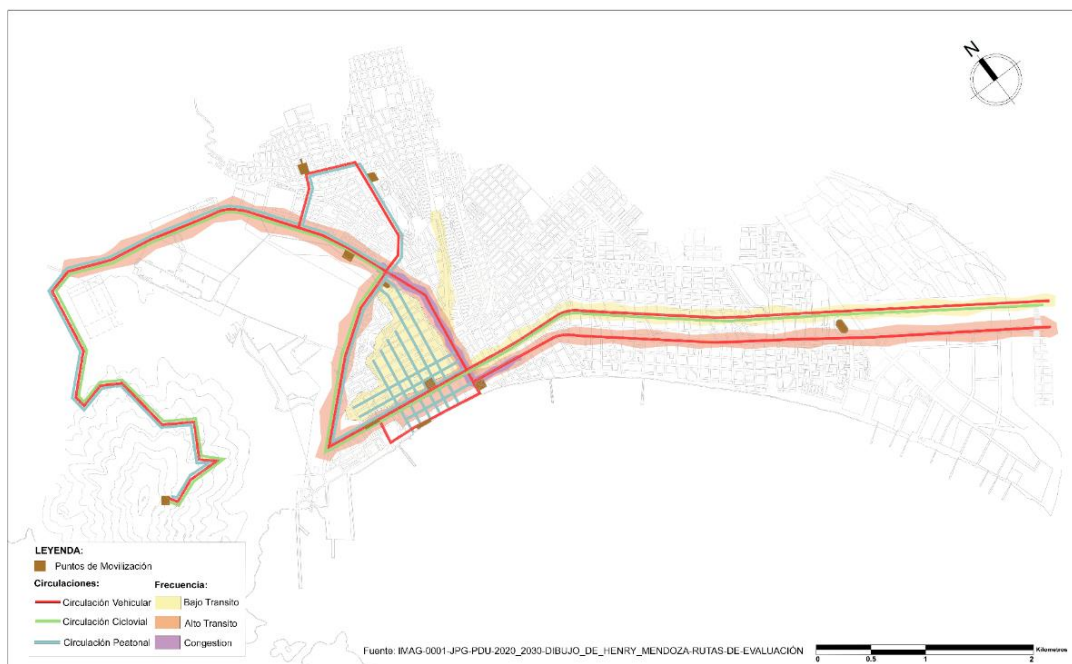 N
LEYENDA:
Puntos de Movilización
Circulaciones:
Frecuencia:
Circulación Vehicular
Bajo Transito
Circulación Ciclovial
Alto Transito
Circulación Peatonal
Congestion
Fuente: IMAG-0001-JPG-PDU-2020_2030-DIBUJO_DE_HENRY_MENDOZA-RUTAS-DE-EVALUACIÓN
Kilometros
0 0.5 1 2